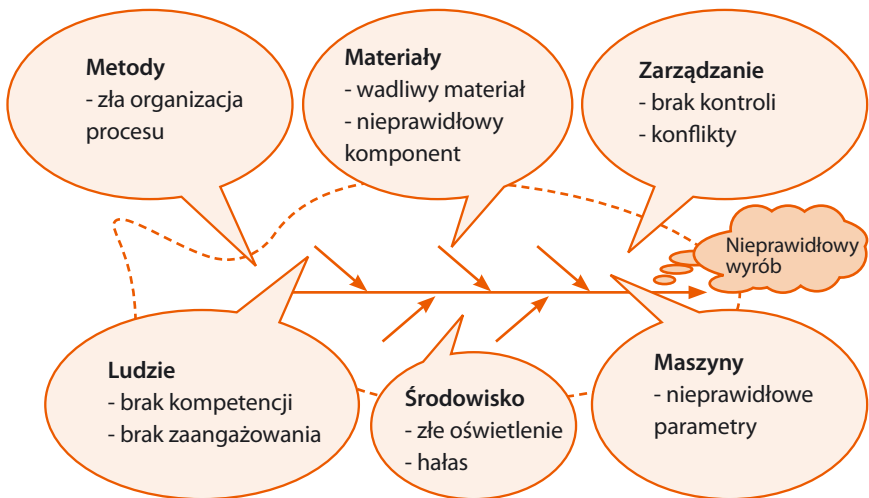 Metody
- zła organizacja
procesu
Materiały
- wadliwy materiał
- nieprawidłowy
komponent
Zarządzanie
- brak kontroli
- konflikty
Nieprawidłowy
wyrób
Ludzie
- brak kompetencji
- brak zaangażowania
Środowisko
- złe oświetlenie
- hałas
Maszyny
- nieprawidłowe
parametry